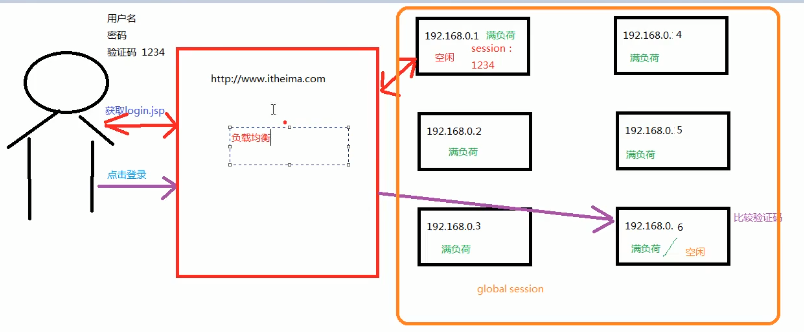 用户名
密码
验证码 1234
获取login.jsp
点击登录
http://www.itheima.com
负载均衡
192.168.0.1 满负荷
空闲 session：
1234
192.168.0.2
满负荷
192.168.0.3
满负荷
192.168.0. 4
满负荷
192.168.0. 5
满负荷
192.168.0. 6
满负荷 空闲
比较验证码
global session